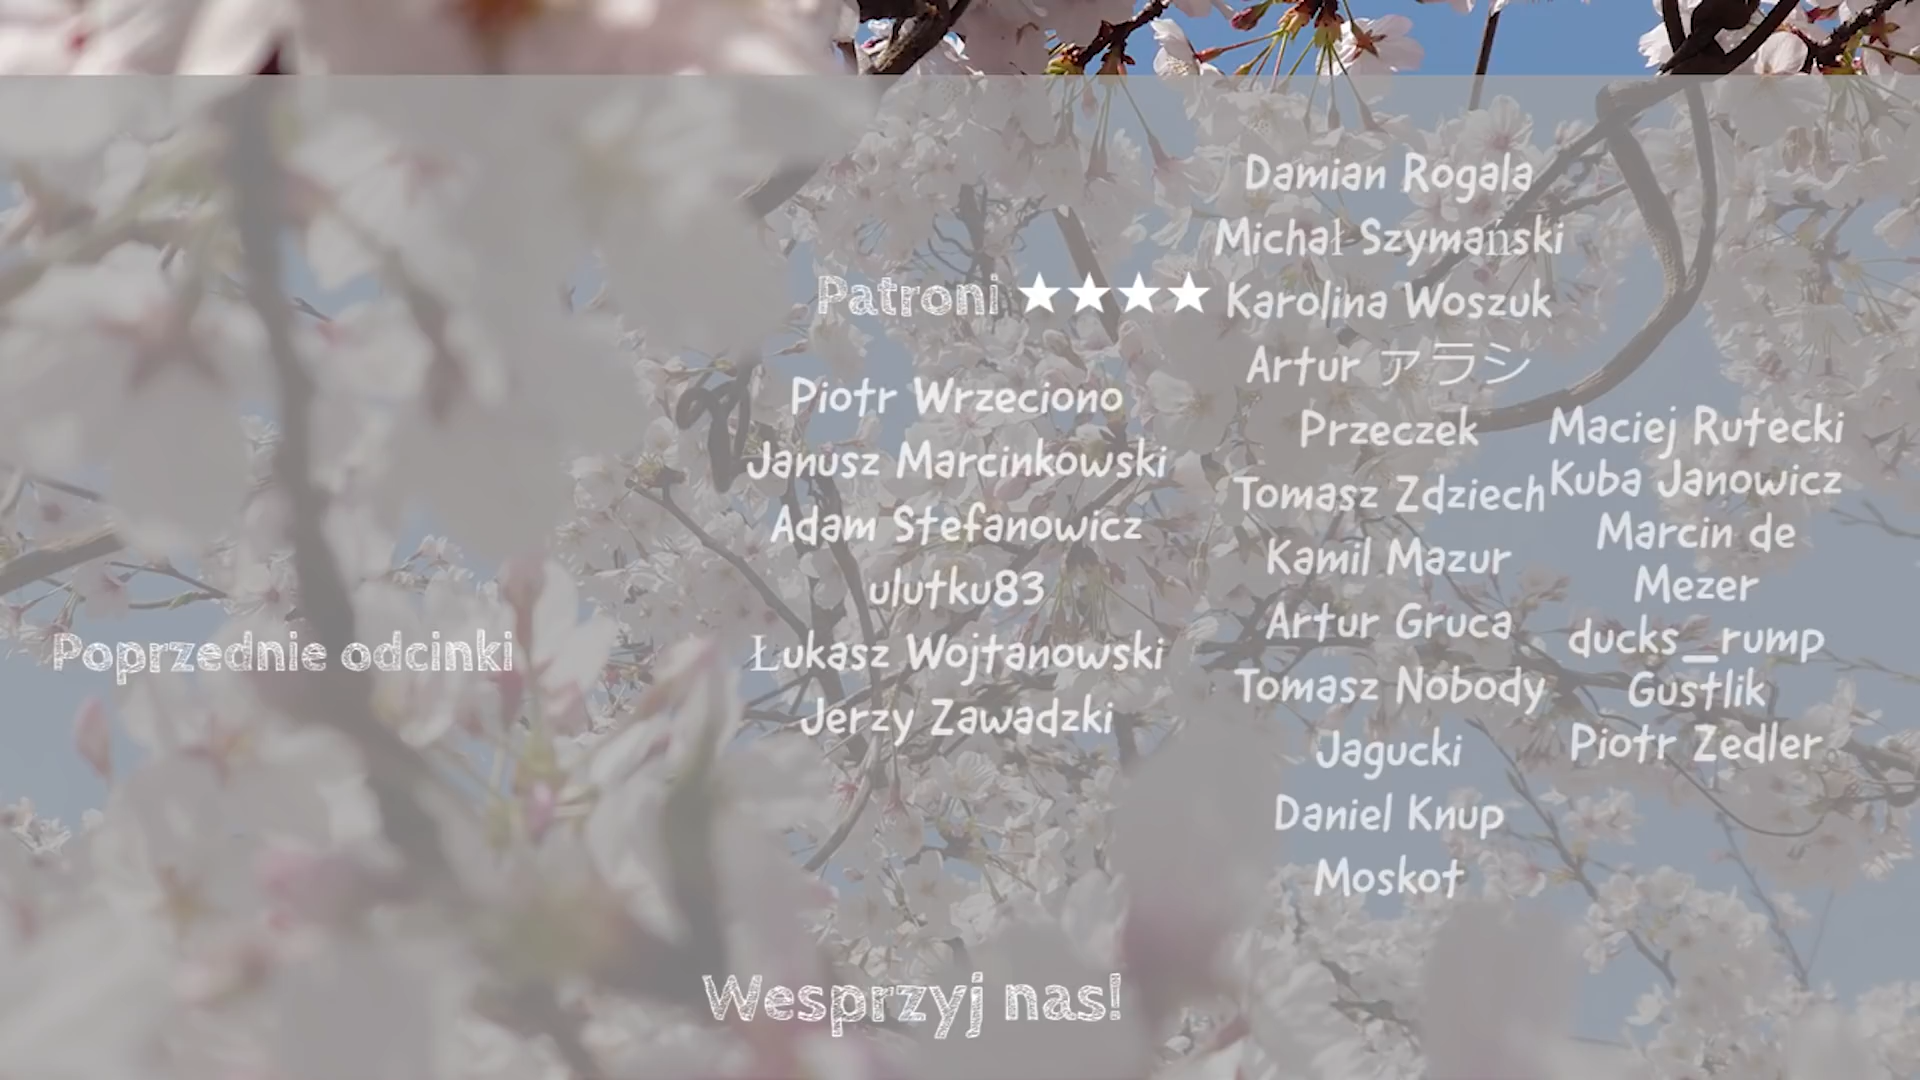 Poprzednie odcinki
Patroni ★★★★
Piotr Wrzeciono
Janusz Marcinkowski
Adam Stefanowicz
ulutku83
Łukasz Wojtanowski
Jerzy Zawadzki
Damian Rogala
Michał Szymański
Karolina Woszuk
Artur アラシ
Przeczek
Tomasz Zdziech
Kamil Mazur
Artur Gruca
Tomasz Nobody
Jagucki
Daniel Knup
Moskot
Maciej Rutecki
Kuba Janowicz
Marcin de
Mezer
ducks_rump
Gustlik
Piotr Zedler
Wesprzyj nas!